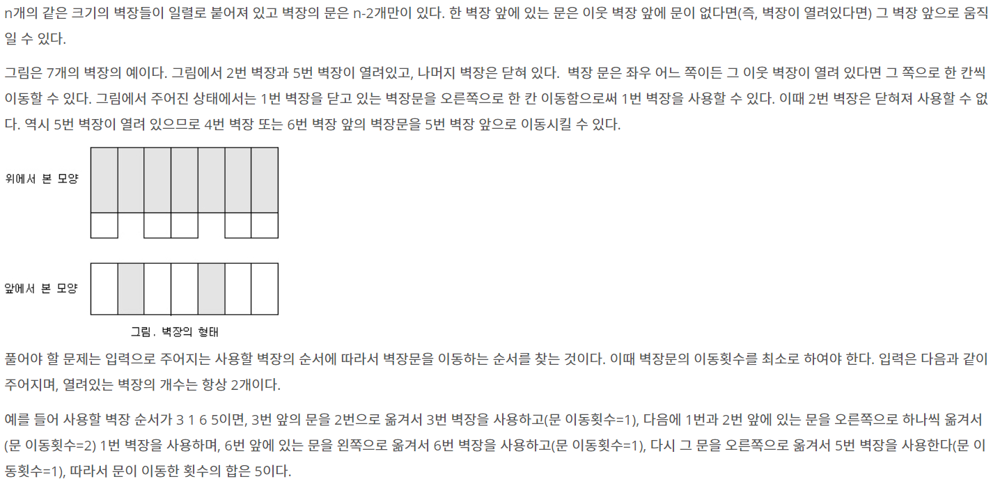 n개의 같은 크기의 벽장들이 일렬로 붙어져 있고 벽장의 문은 n-2개만이 있다. 한 벽장 앞에 있는 문은 이웃 벽장 앞에 문이 없다면(즉, 벽장이 열려있다면) 그 벽장 앞으로 움직
일 수 있다.
그림은 7개의 벽장의 예이다. 그림에서 2번 벽장과 5번 벽장이 열려있고, 나머지 벽장은 닫혀 있다.  벽장 문은 좌우 어느 쪽이든 그 이웃 벽장이 열려 있다면 그 쪽으로 한 칸씩
이동할 수 있다. 그림에서 주어진 상태에서는 1번 벽장을 닫고 있는 벽장문을 오른쪽으로 한 칸 이동함으로써 1번 벽장을 사용할 수 있다. 이때 2번 벽장은 닫혀져 사용할 수 없
다. 역시 5번 벽장이 열려 있으므로 4번 벽장 또는 6번 벽장 앞의 벽장문을 5번 벽장 앞으로 이동시킬 수 있다.
위에서 본 모양
앞에서 본 모양
그림. 벽장의 형태
풀어야 할 문제는 입력으로 주어지는 사용할 벽장의 순서에 따라서 벽장문을 이동하는 순서를 찾는 것이다. 이때 벽장문의 이동횟수를 최소로 하여야 한다. 입력은 다음과 같이
주어지며, 열려있는 벽장의 개수는 항상 2개이다.
예를 들어 사용할 벽장 순서가 3 1 6 5이면, 3번 앞의 문을 2번으로 옮겨서 3번 벽장을 사용하고(문 이동횟수=1), 다음에 1번과 2번 앞에 있는 문을 오른쪽으로 하나씩 옮겨서
(문 이동횟수=2) 1번 벽장을 사용하며, 6번 앞에 있는 문을 왼쪽으로 옮겨서 6번 벽장을 사용하고(문 이동횟수=1), 다시 그 문을 오른쪽으로 옮겨서 5번 벽장을 사용한다(문 이
동횟수=1), 따라서 문이 이동한 횟수의 합은 5이다.